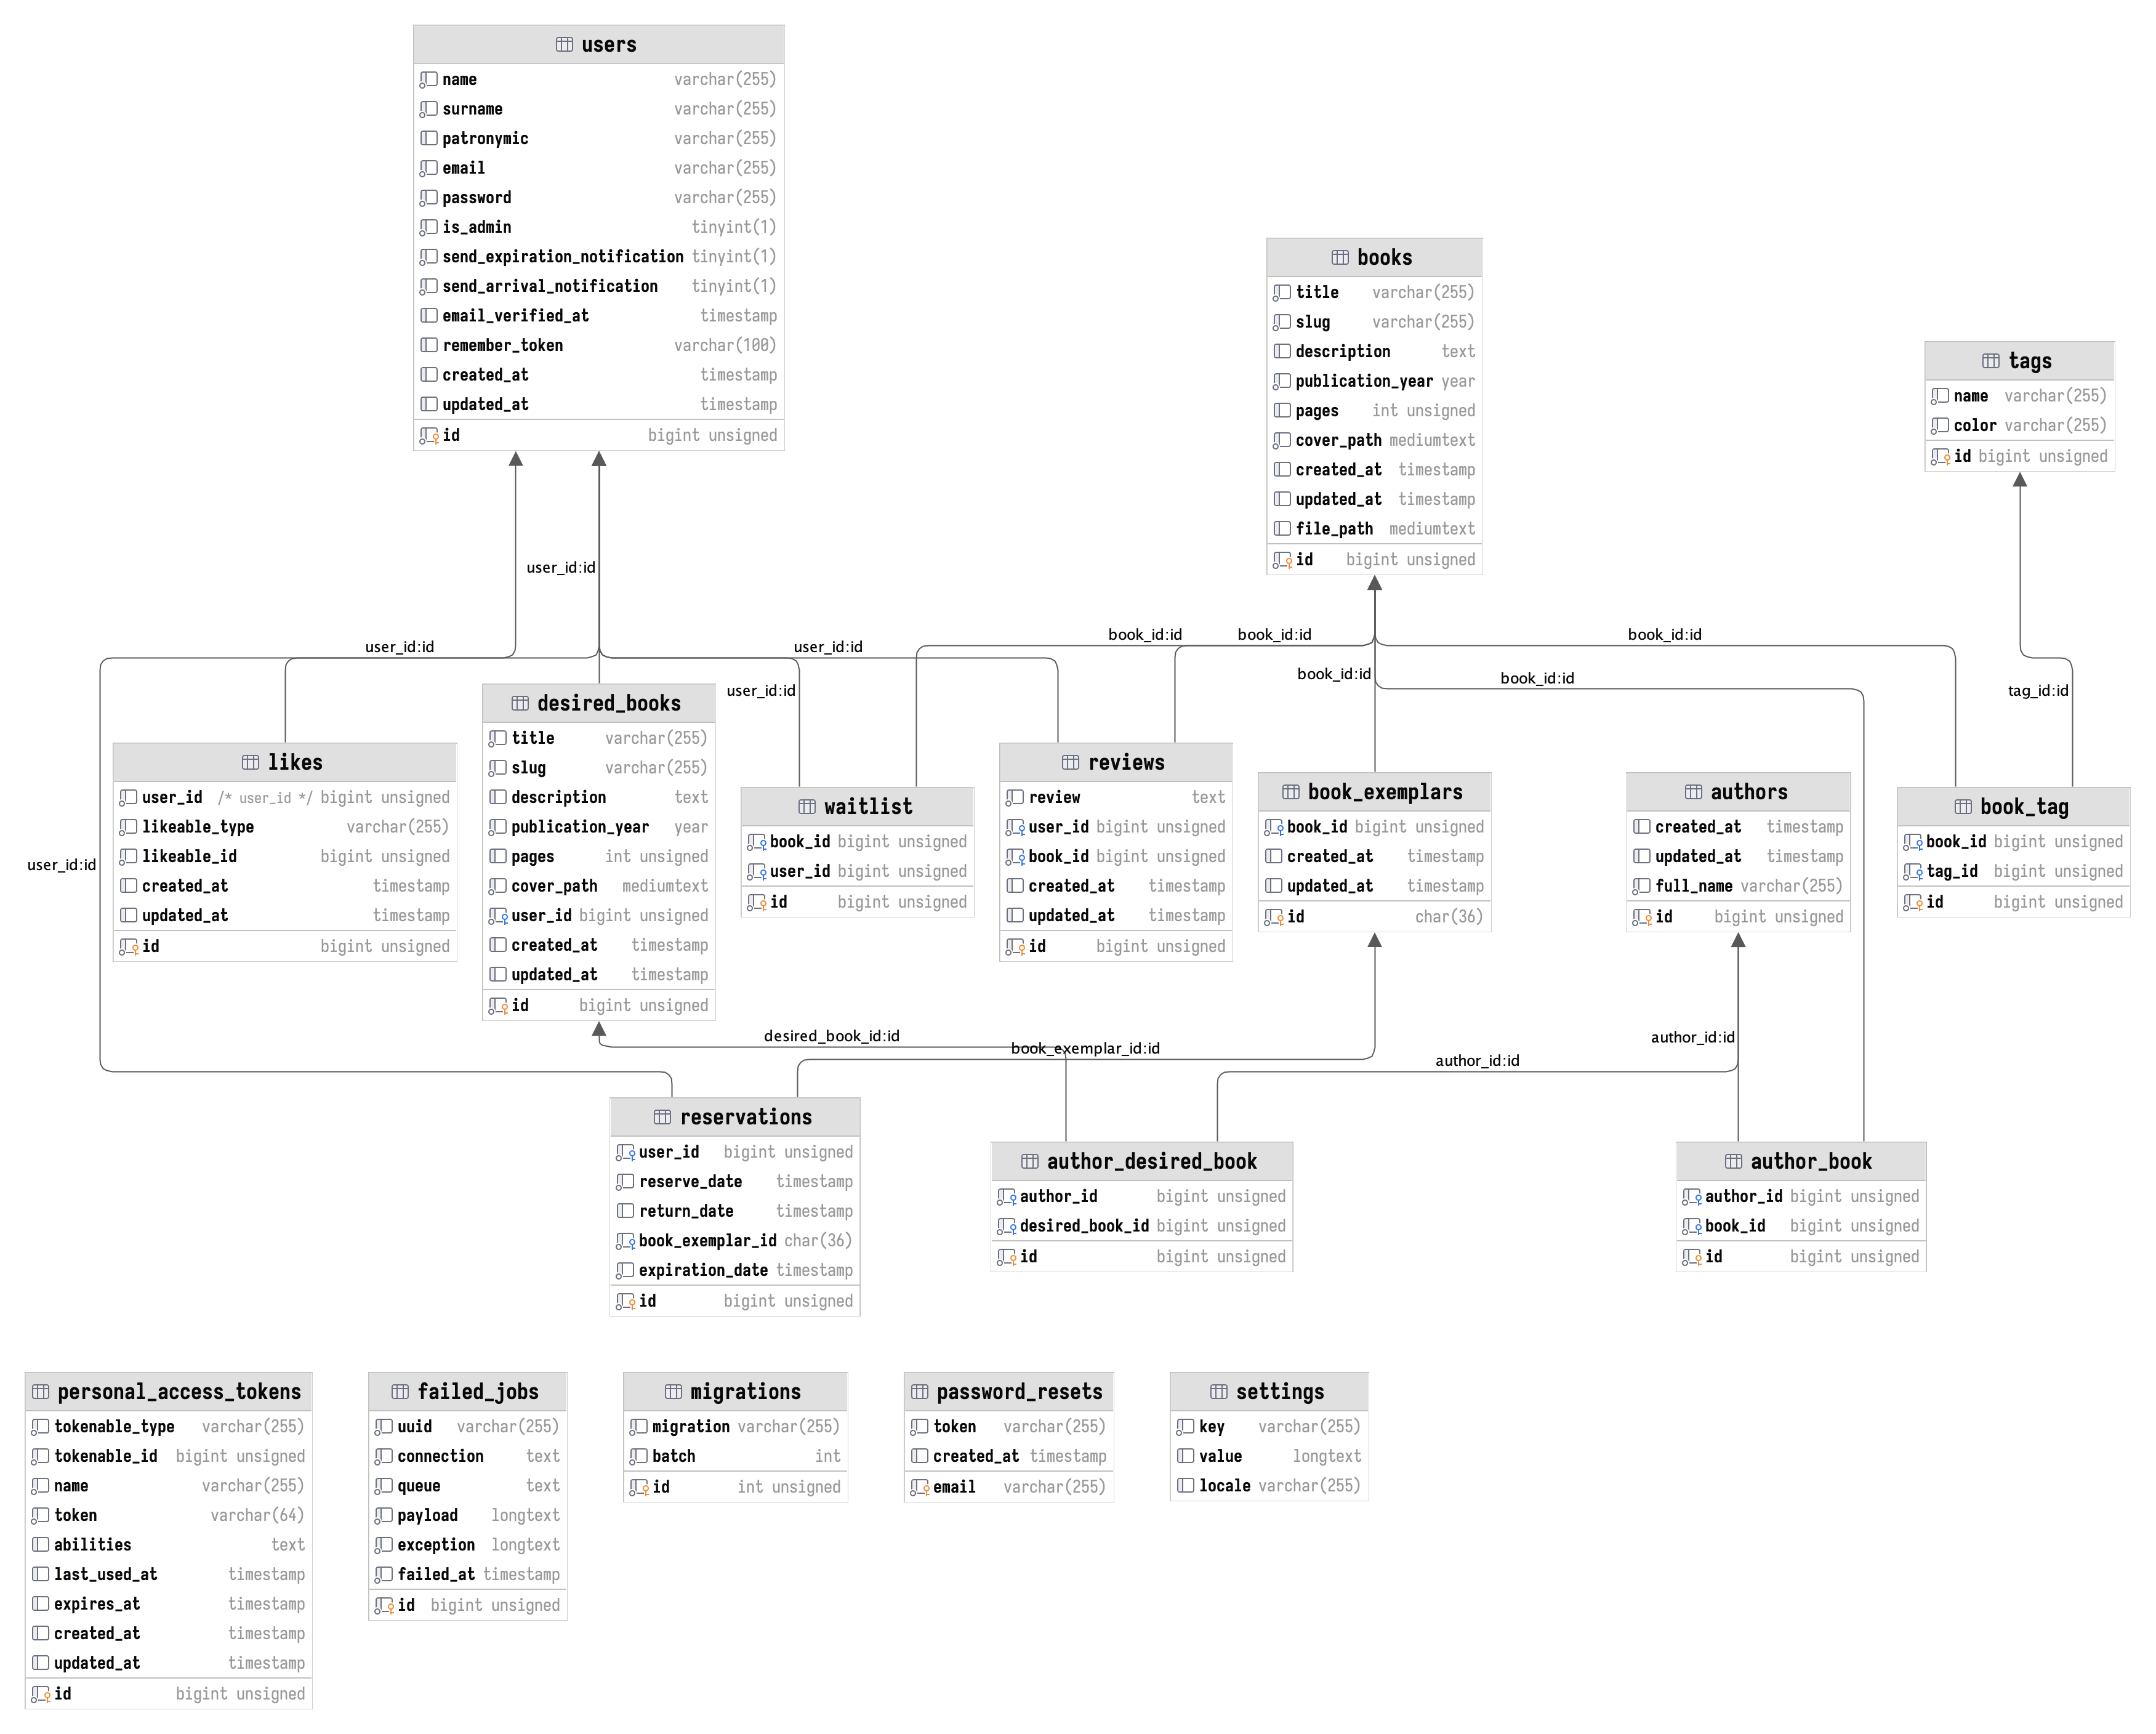 users
name varchar(255)
surname varchar(255)
patronymic varchar(255)
email varchar(255)
password varchar(255)
is_admin tinyint(1)
send_expiration_notification tinyint(1)
send_arrival_notification tinyint(1)
email_verified_at timestamp
remember_token varchar(100)
created_at timestamp
updated_at timestamp
id bigint unsigned
books
title varchar(255)
slug varchar(255)
description text
publication_year year
pages int unsigned
cover_path mediumtext
created_at timestamp
updated_at timestamp
file_path mediumtext
id bigint unsigned
tags
name varchar(255)
color varchar(255)
id bigint unsigned
user_id:id
user_id:id
user_id:id
user_id:id
user_id:id
book_id:id
book_id:id
book_id:id
book_id:id
book_id:id
tag_id:id
likes
user_id /* user_id */ bigint unsigned
likeable_type varchar(255)
likeable_id bigint unsigned
created_at timestamp
updated_at timestamp
id bigint unsigned
desired_books
title varchar(255)
slug varchar(255)
description text
publication_year year
pages int unsigned
cover_path mediumtext
user_id bigint unsigned
created_at timestamp
updated_at timestamp
id bigint unsigned
waitlist
book_id bigint unsigned
user_id bigint unsigned
id bigint unsigned
reviews
review text
user_id bigint unsigned
book_id bigint unsigned
created_at timestamp
updated_at timestamp
id bigint unsigned
book_exemplars
book_id bigint unsigned
created_at timestamp
updated_at timestamp
id char(36)
authors
created_at timestamp
updated_at timestamp
full_name varchar(255)
id bigint unsigned
book_tag
book_id bigint unsigned
tag_id bigint unsigned
id bigint unsigned
desired_book_id:id
book_exemplar_id:id
author_id:id
author_id:id
reservations
user_id bigint unsigned
reserve_date timestamp
return_date timestamp
book_exemplar_id char(36)
expiration_date timestamp
id bigint unsigned
author_desired_book
author_id bigint unsigned
desired_book_id bigint unsigned
id bigint unsigned
author_book
author_id bigint unsigned
book_id bigint unsigned
id bigint unsigned
personal_access_tokens
tokenable_type varchar(255)
tokenable_id bigint unsigned
name varchar(255)
token varchar(64)
abilities text
last_used_at timestamp
expires_at timestamp
created_at timestamp
updated_at timestamp
id bigint unsigned
failed_jobs
uuid varchar(255)
connection text
queue text
payload longtext
exception longtext
failed_at timestamp
id bigint unsigned
migrations
migration varchar(255)
batch int
id int unsigned
password_resets
token varchar(255)
created_at timestamp
email varchar(255)
settings
key varchar(255)
value longtext
locale varchar(255)